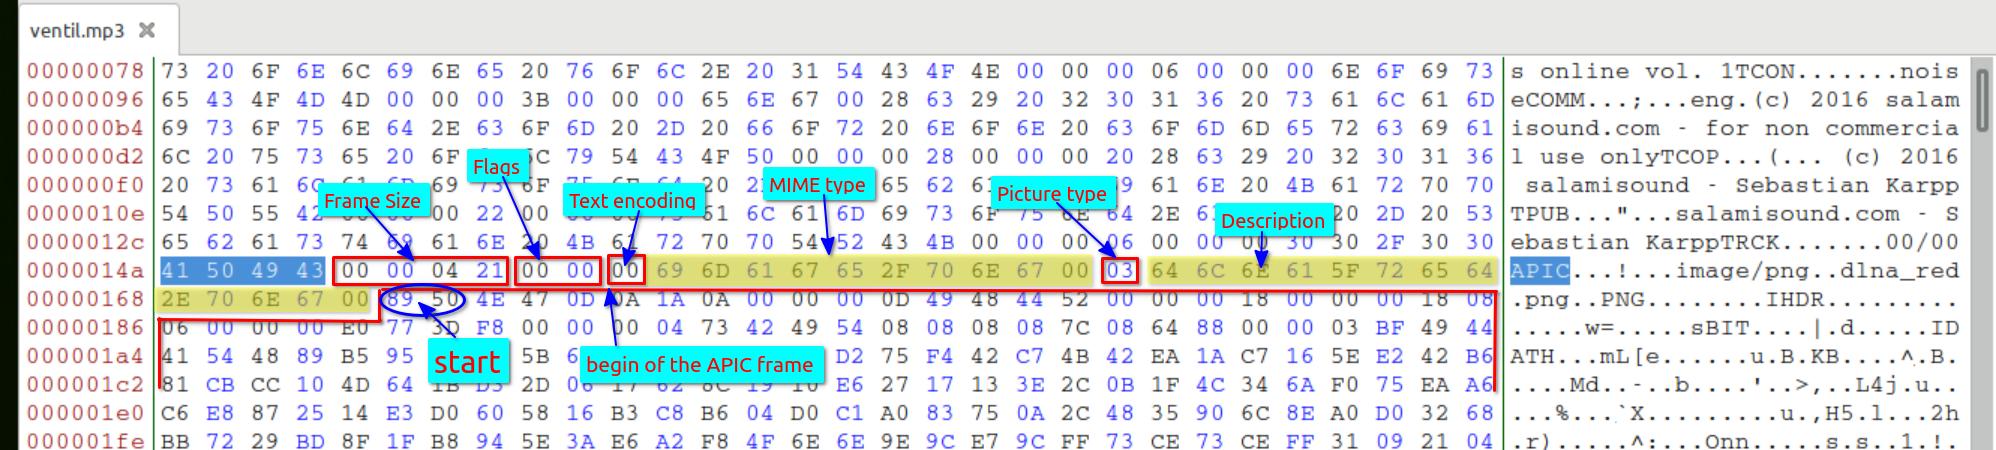 ventil.mp3
00000078 73 20 6F 6E 6C 69 6E 65 20 76 6F 6C 2E 20 31 54 43 4F 4E 00 00 00 06 00 00 00 6E 6F 69 73 s online vol. 1TCON.......nois
00000096 65 43 4F 4D 4D 00 00 00 3B 00 00 00 65 6E 67 00 28 63 29 20 32 30 31 36 20 73 61 6C 61 6D eCOMM...;...eng.(c) 2016 salam
000000b4 69 73 6F 75 6E 64 2E 63 6F 6D 20 2D 20 66 6F 72 20 6E 6F 6E 20 63 6F 6D 6D 65 72 63 69 61 isound.com - for non commercia
000000d2 6C 20 75 73 65 20 6F 79 54 43 4F 50 00 00 00 28 00 00 00 20 28 63 29 20 32 30 31 36 l use onlyTCOP...(... (c) 2016
Flags
000000f0 20 73 61 69 6F 20 65 62 61 6E 20 4B 61 72 70 70 salamisound - Sebastian Karpp
Frame Size
Text encoding
MIME type
Picture type
0000010e 54 50 55 42 00 22 00 61 6C 61 6D 69 73 6F 64 2E 20 2D 20 53 TPUB..."...salamisound.com - S
Description
0000012c 65 62 61 73 74 69 61 6E 20 4B 61 72 70 70 54 52 43 4B 00 00 00 06 00 00 00 30 30 2F 30 30 ebastian KarppTRCK.......00/00
0000014a 41 50 49 43 00 00 04 21 00 00 00 69 6D 61 67 65 2F 70 6E 67 00 03 64 6C 6E 61 5F 72 65 64 APIC...!...image/png..dlna_red
00000168 2E 70 6E 67 00 89 50 4E 47 0D 0A 1A 0A 00 00 00 0D 49 48 44 52 00 00 00 18 00 00 00 18 08 .png..PNG........IHDR.........
00000186 06 00 00 00 E0 77 3D F8 00 00 00 04 73 42 49 54 08 08 08 08 7C 08 64 88 00 00 03 BF 49 44 .....w=.....sBIT....|.d.....ID
000001a4 41 54 48 89 B5 95 5B D2 75 F4 42 C7 4B 42 EA 1A C7 16 5E E2 42 B6 ATH...mL[e......u.B.KB....^.B.
start
begin of the APIC frame
000001c2 81 CB CC 10 4D 64 1B D3 2D 06 17 62 8C 19 10 E6 27 17 13 3E 2C 0B 1F 4C 34 6A F0 75 EA A6 ....Md..-..b....'..>,..L4j.u..
000001e0 C6 E8 87 25 14 E3 D0 60 58 16 B3 C8 B6 04 D0 C1 A0 83 75 0A 2C 48 35 90 6C 8E A0 D0 32 68 ...%...`X.........u.,H5.l...2h
000001fe BB 72 29 BD 8F 1F B8 94 5E 3A E6 A2 F8 4F 6E 6E 9E 9C E7 9C FF 73 CE 73 CE FF 31 09 21 04 .r).....^:...Onn.....s.s..1.!.